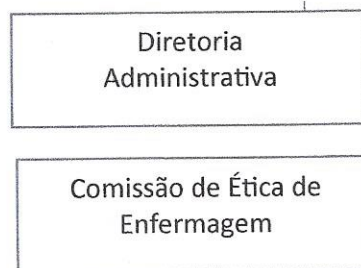 Diretoria
Administrativa
Comissão de Ética de
Enfermagem